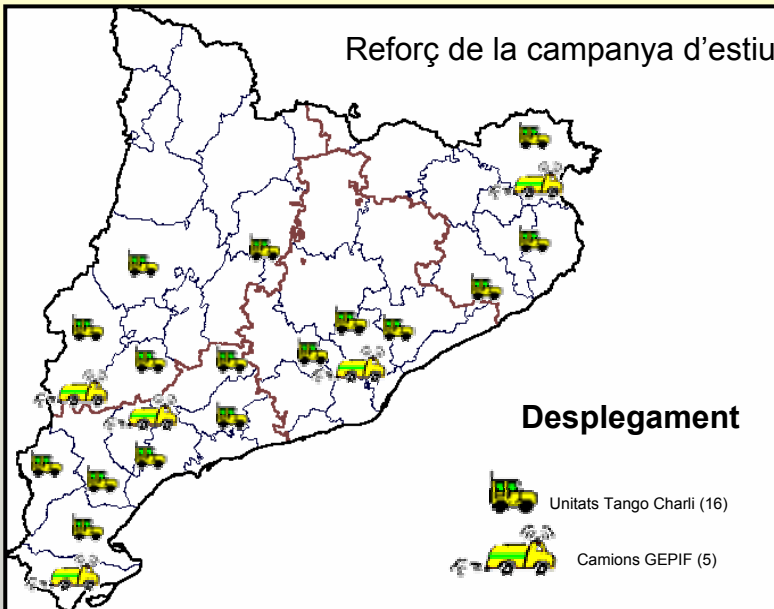 Reforç de la campanya d'estiu
Desplegament
Unitats Tango Charli (16)
Camions GEPIF (5)